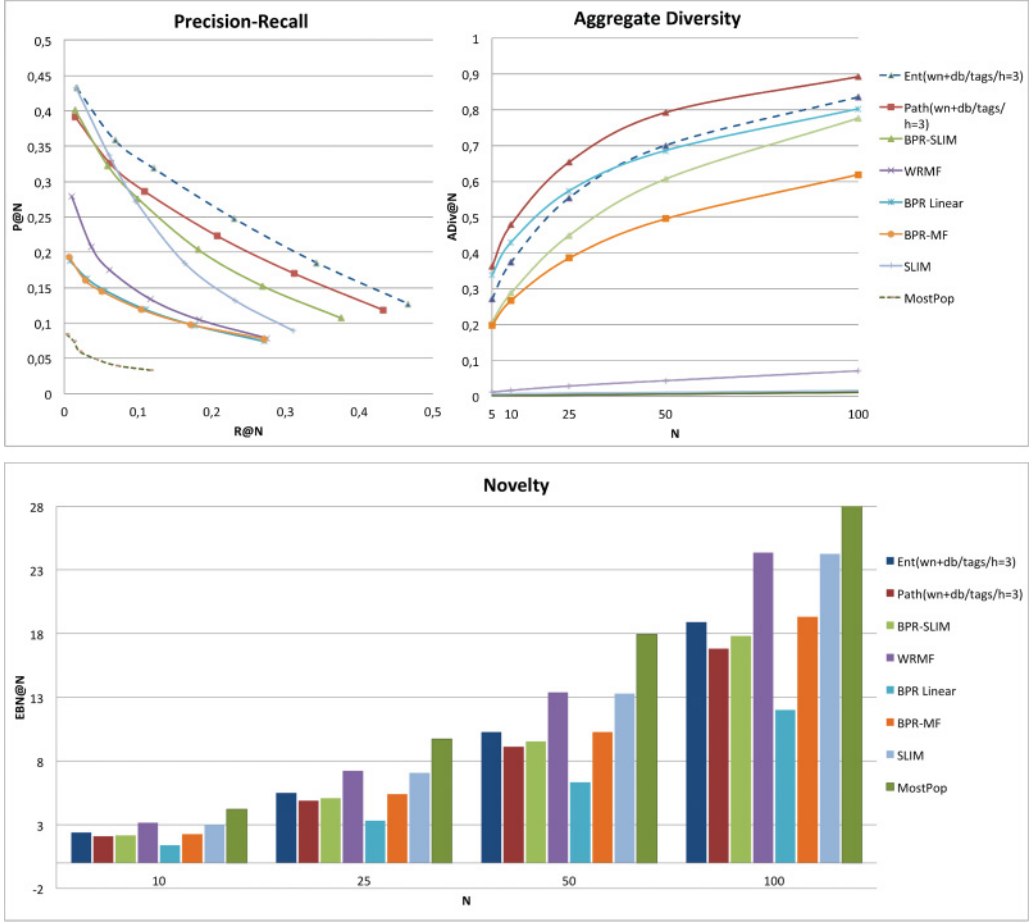 Precision-Recall
0,5
0,45
0,4
0,35
0,3
0,25
0,2
0,15
0,1
0,05
0
P@N
0 0,1 0,2 0,3 0,4 0,5
R@N
Aggregate Diversity
1
0,9
0,8
0,7
0,6
0,5
0,4
0,3
0,2
0,1
0
ADiv@N
5 10 25 50 100
N
Ent(wn+db/tags/h=3)
Path(wn+db/tags/
h=3)
BPR-SLIM
WRMF
BPR Linear
BPR-MF
SLIM
MostPop
Novelty
28
23
18
13
8
3
-2
EBN@N
10 25 50 100
N
Ent(wn+db/tags/h=3)
Path(wn+db/tags/h=3)
BPR-SLIM
WRMF
BPR Linear
BPR-MF
SLIM
MostPop